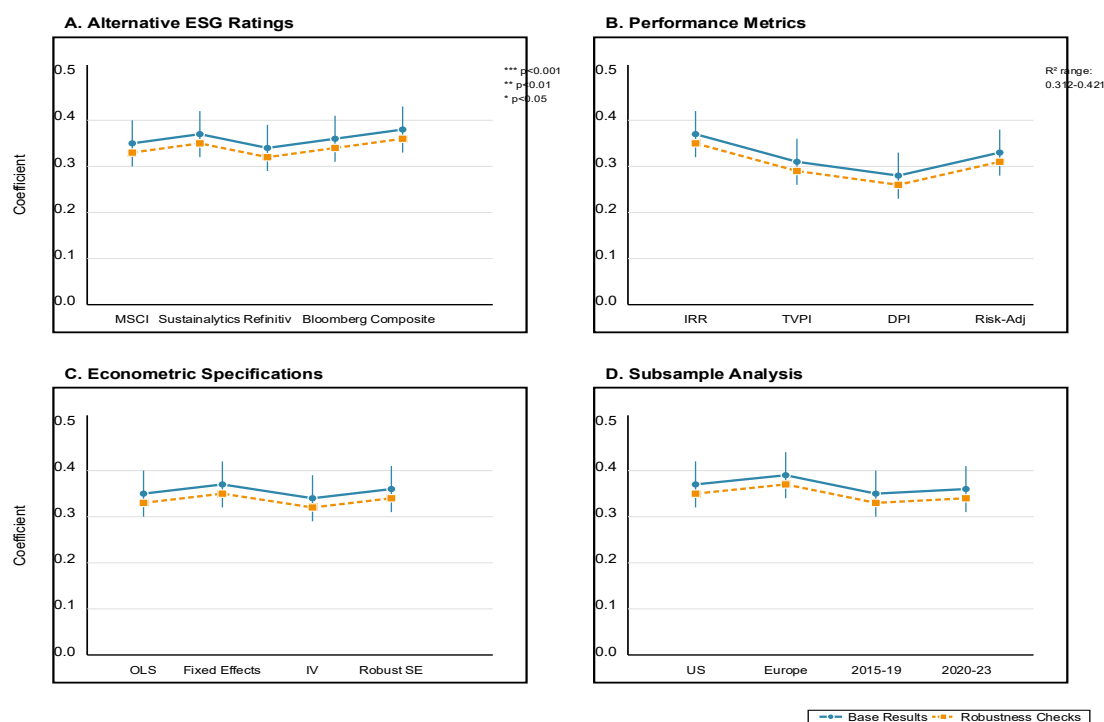 A. Alternative ESG Ratings
0.5
0.4
0.3
0.2
0.1
0.0
Coefficient
MSCI Sustainalytics Refinitiv Bloomberg Composite
*** p<0.001
** p<0.01
* p<0.05
B. Performance Metrics
0.5
0.4
0.3
0.2
0.1
0.0
IRR TVPI DPI Risk-Adj
R² range:
0.312-0.421
C. Econometric Specifications
0.5
0.4
0.3
0.2
0.1
0.0
Coefficient
OLS Fixed Effects IV Robust SE
D. Subsample Analysis
0.5
0.4
0.3
0.2
0.1
0.0
US Europe 2015-19 2020-23
Base Results Robustness Checks